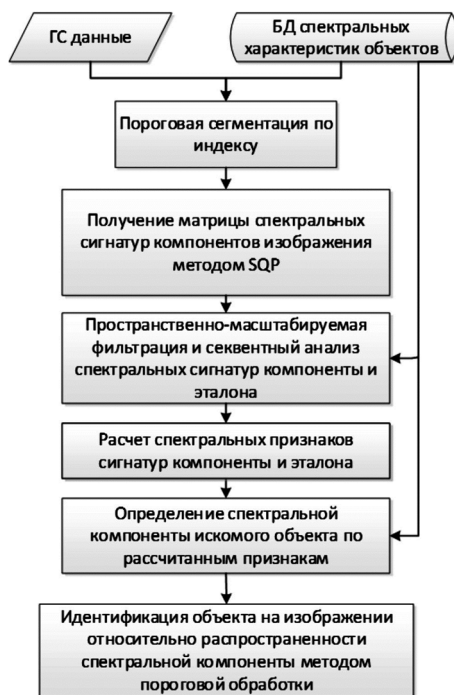 ГС данные
БД спектральных
характеристик объектов
Пороговая сегментация по
индексу
Получение матрицы спектральных
сигнатур компонентов изображения
методом SQP
Пространственно-масштабируемая
фильтрация и секвентный анализ
спектральных сигнатур компоненты и
эталона
Расчет спектральных признаков
сигнатур компоненты и эталона
Определение спектральной
компоненты искомого объекта по
рассчитанным признакам
Идентификация объекта на изображении
относительно распространенности
спектральной компоненты методом
пороговой обработки